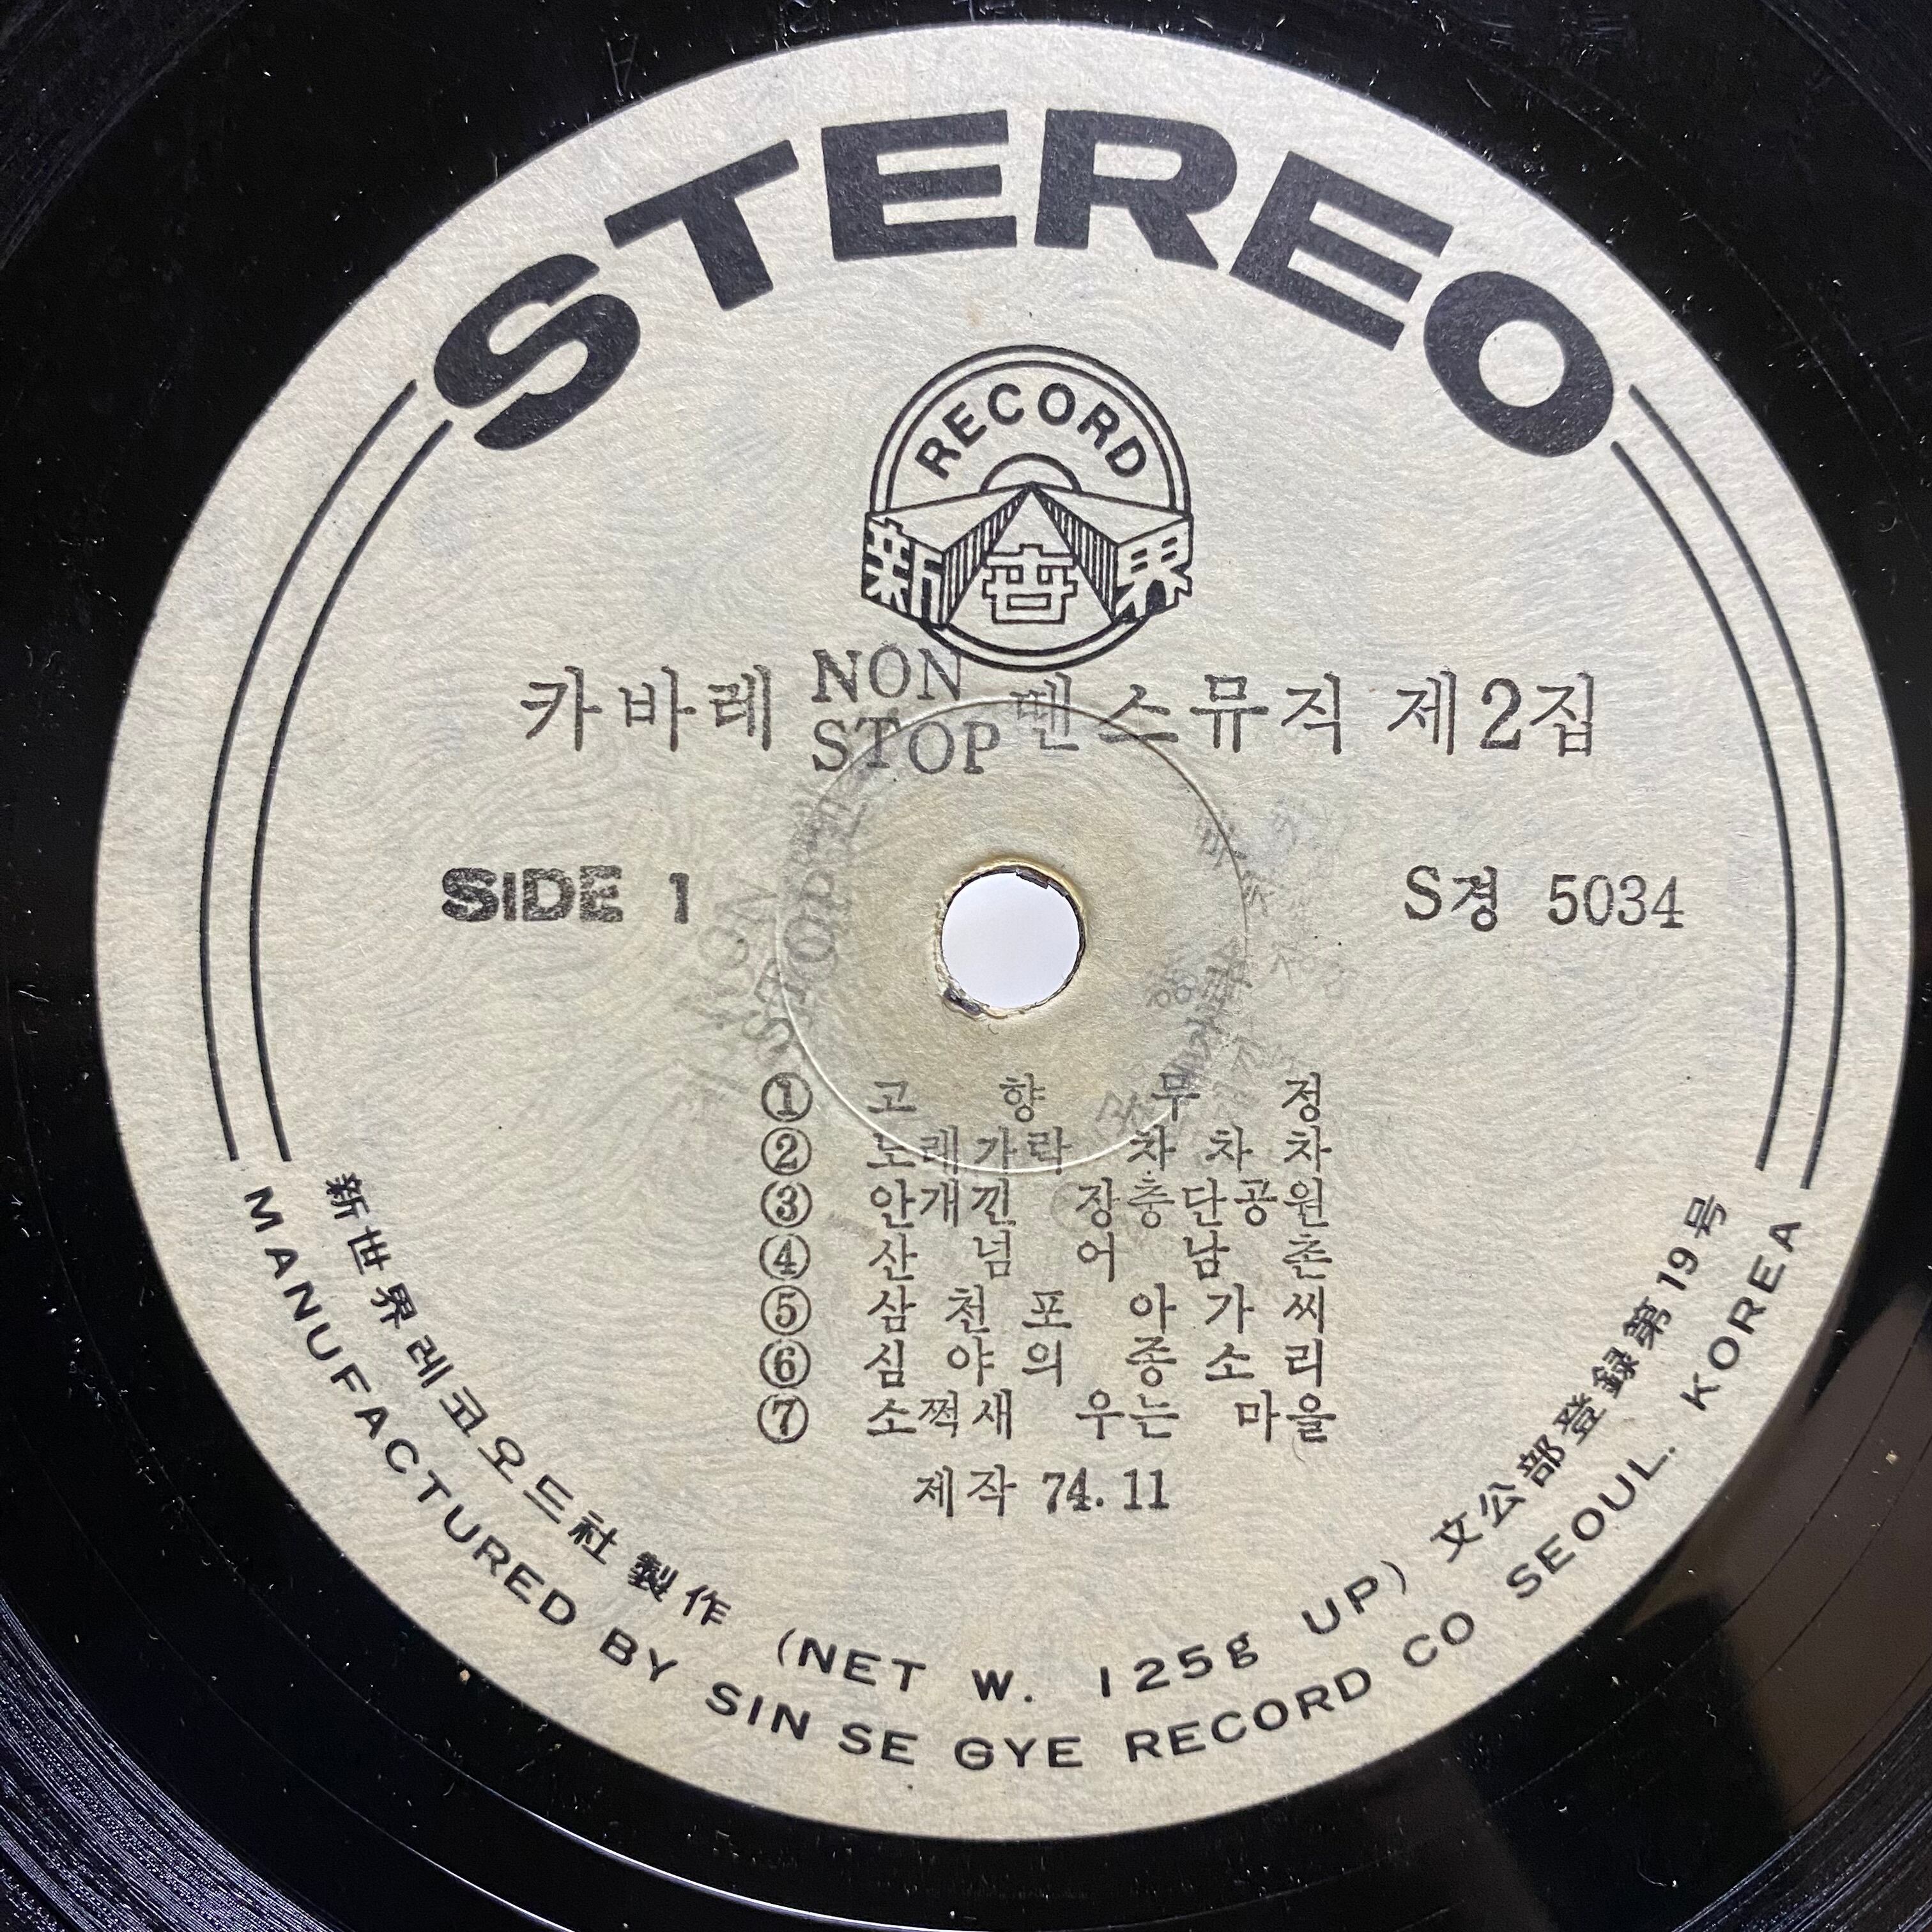 STEREO
RECORD
新世界
카바레 NON STOP 땐스뮤직 제2집
SIDE 1
S경 5034
① 고향무정
② 노래가락 차차차
③ 안개낀 장충단공원
④ 산넘어남촌
⑤ 삼천포 아가씨
⑥ 심야의 종소리
⑦ 소쩍새 우는 마을
제작 74.11
新世界레코오드社製作 (NET W. 125g UP) 文公部登録第19号
MANUFACTURED BY SIN SE GYE RECORD CO SEOUL. KOREA